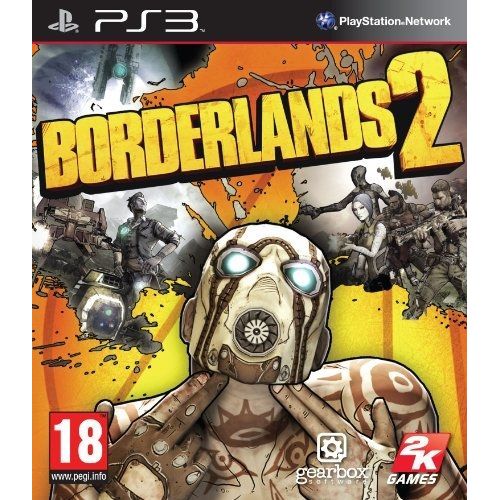 PS3
PlayStation®Network
BORDERLANDS 2
18
www.pegi.info
gearbox
software
2K
GAMES